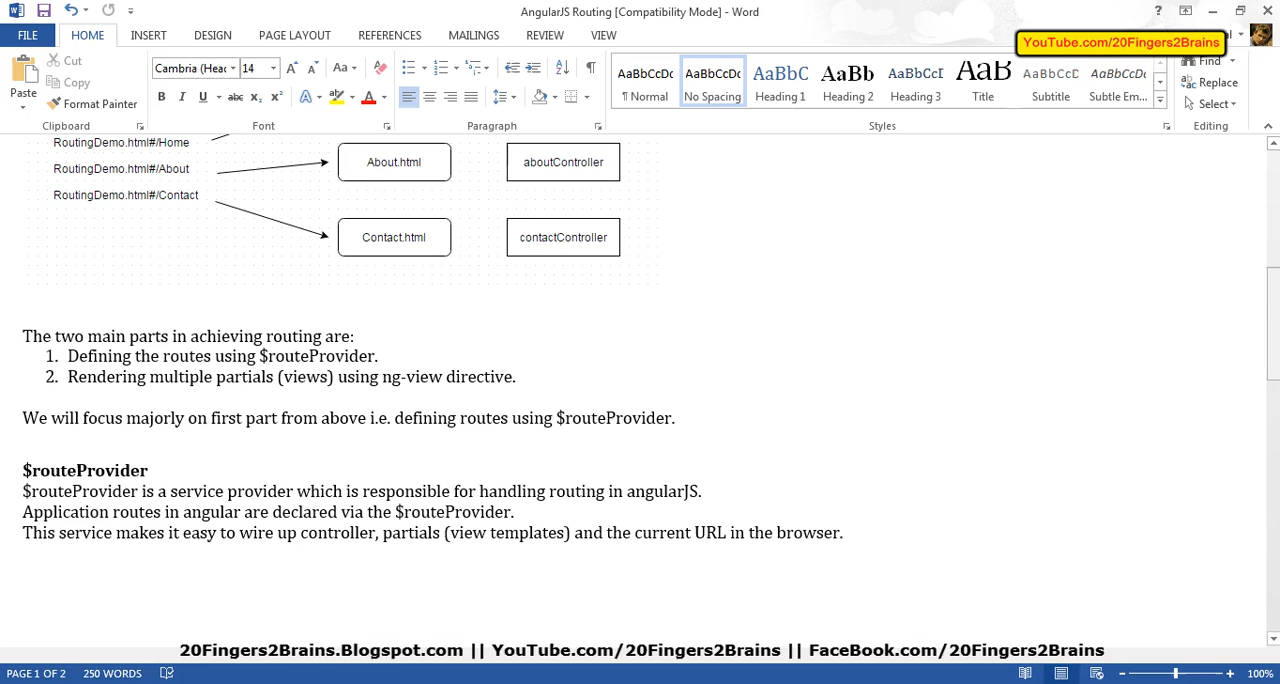 AngularJS Routing [Compatibility Mode] - Word
FILE HOME INSERT DESIGN PAGE LAYOUT REFERENCES MAILINGS REVIEW VIEW
YouTube.com/20Fingers2Brains
Paste
Cut
Copy
Format Painter
Clipboard
Cambria (Head 14
Font
Paragraph
AaBbCcDc AaBbCcDc AaBbC AaBb AaBbCcI AaB AaBbCcD AaBbCcDc
¶ Normal No Spacing Heading 1 Heading 2 Heading 3 Title Subtitle Subtle Em...
Styles
Find
Replace
Select
Editing
RoutingDemo.html#/Home
RoutingDemo.html#/About
RoutingDemo.html#/Contact
About.html
aboutController
Contact.html
contactController
The two main parts in achieving routing are:
1. Defining the routes using $routeProvider.
2. Rendering multiple partials (views) using ng-view directive.
We will focus majorly on first part from above i.e. defining routes using $routeProvider.
$routeProvider
$routeProvider is a service provider which is responsible for handling routing in angularJS.
Application routes in angular are declared via the $routeProvider.
This service makes it easy to wire up controller, partials (view templates) and the current URL in the browser.
20Fingers2Brains.Blogspot.com || YouTube.com/20Fingers2Brains || FaceBook.com/20Fingers2Brains
PAGE 1 OF 2 250 WORDS
100%